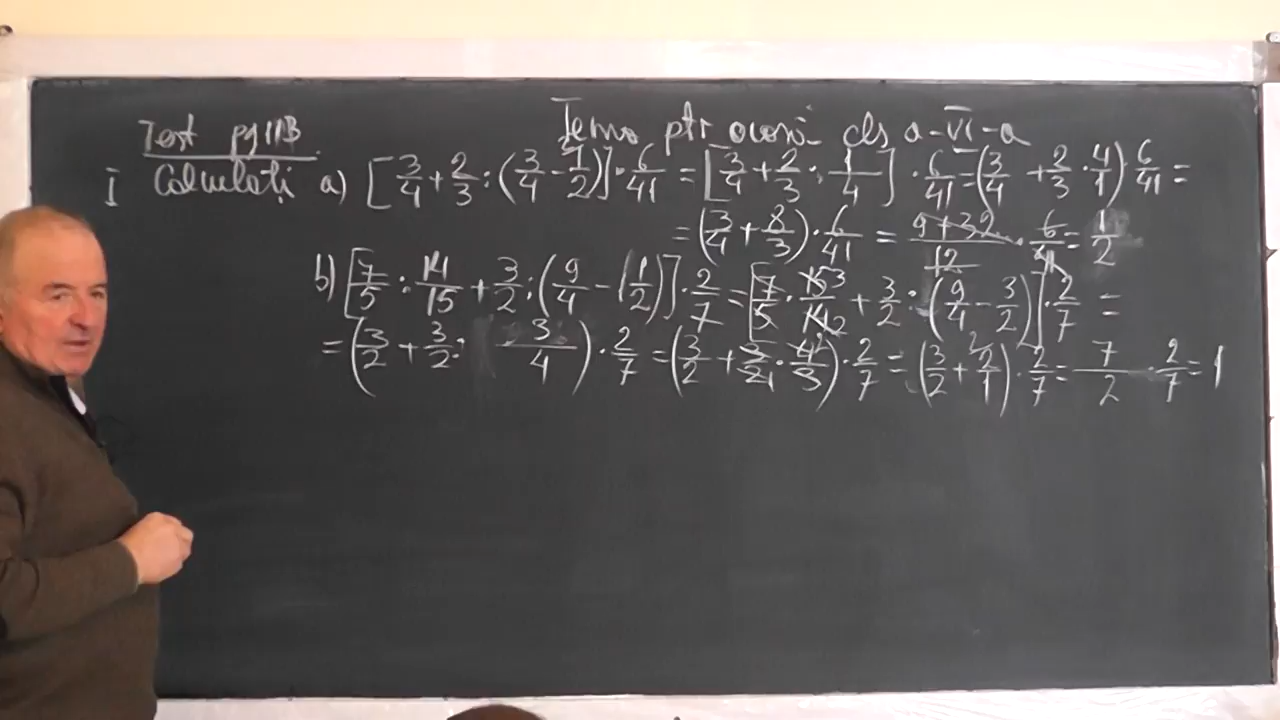 Temă ptr acasă cls a-VI-a
Test pg 113
I Calculați a) [3/4 + 2/3 : (3/4 - 1/2)] · 6/41 = [3/4 + 2/3 : 1/4] · 6/41 = (3/4 + 2/3 · 4/1) · 6/41 =
= (3/4 + 8/3) · 6/41 = (9+32)/12 · 6/41 = 1/2
b) [7/5 : 14/15 + 3/2 : (9/4 - 1 1/2)] · 2/7 = [7/5 · 15 3/14 2 + 3/2 : (9/4 - 3/2)] · 2/7 =
= (3/2 + 3/2 : 3/4) · 2/7 = (3/2 + 3/2 1 · 4 2/3) · 2/7 = (3/2 + 2/1) · 2/7 = 7/2 · 2/7 = 1